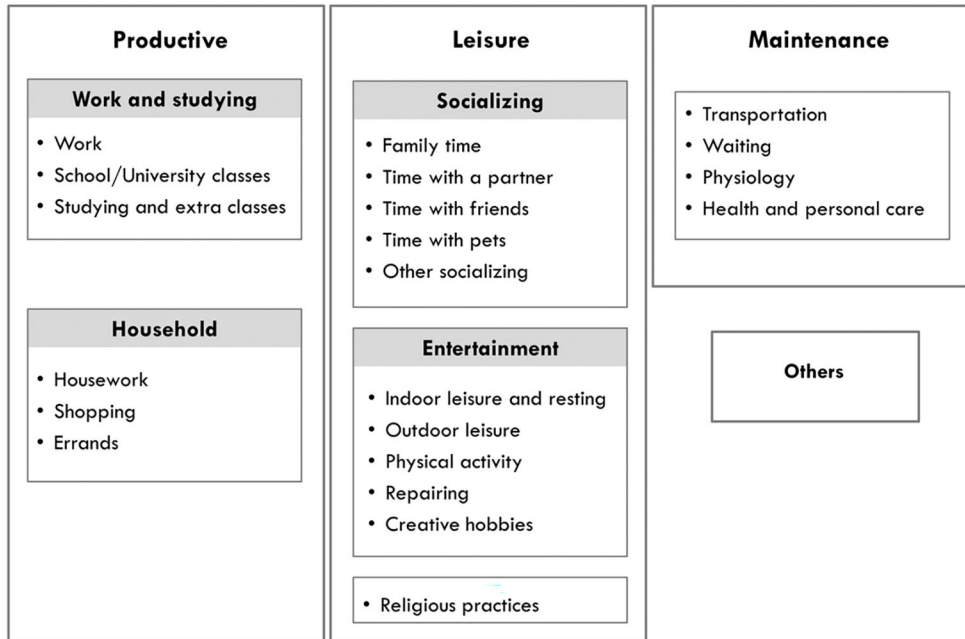 Productive
Work and studying
• Work
• School/University classes
• Studying and extra classes
Household
• Housework
• Shopping
• Errands
Leisure
Socializing
• Family time
• Time with a partner
• Time with friends
• Time with pets
• Other socializing
Entertainment
• Indoor leisure and resting
• Outdoor leisure
• Physical activity
• Repairing
• Creative hobbies
• Religious practices
Maintenance
• Transportation
• Waiting
• Physiology
• Health and personal care
Others